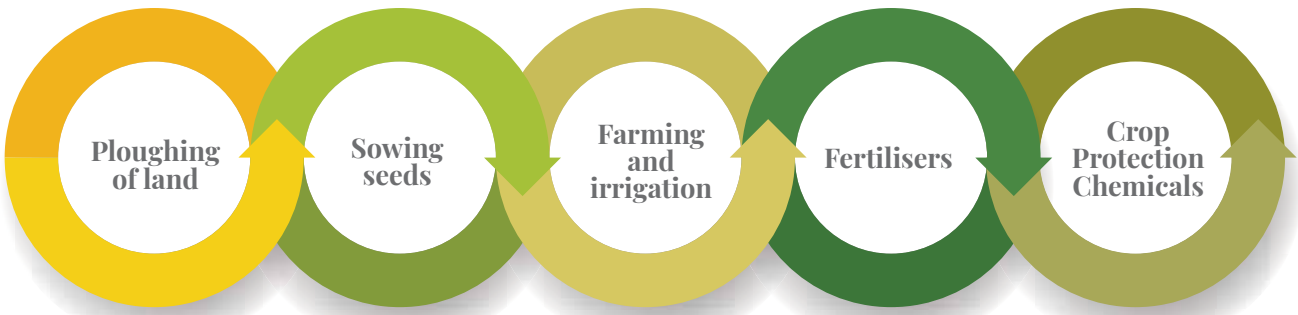 Ploughing
of land
Sowing
seeds
Farming
and
irrigation
Fertilisers
Crop
Protection
Chemicals